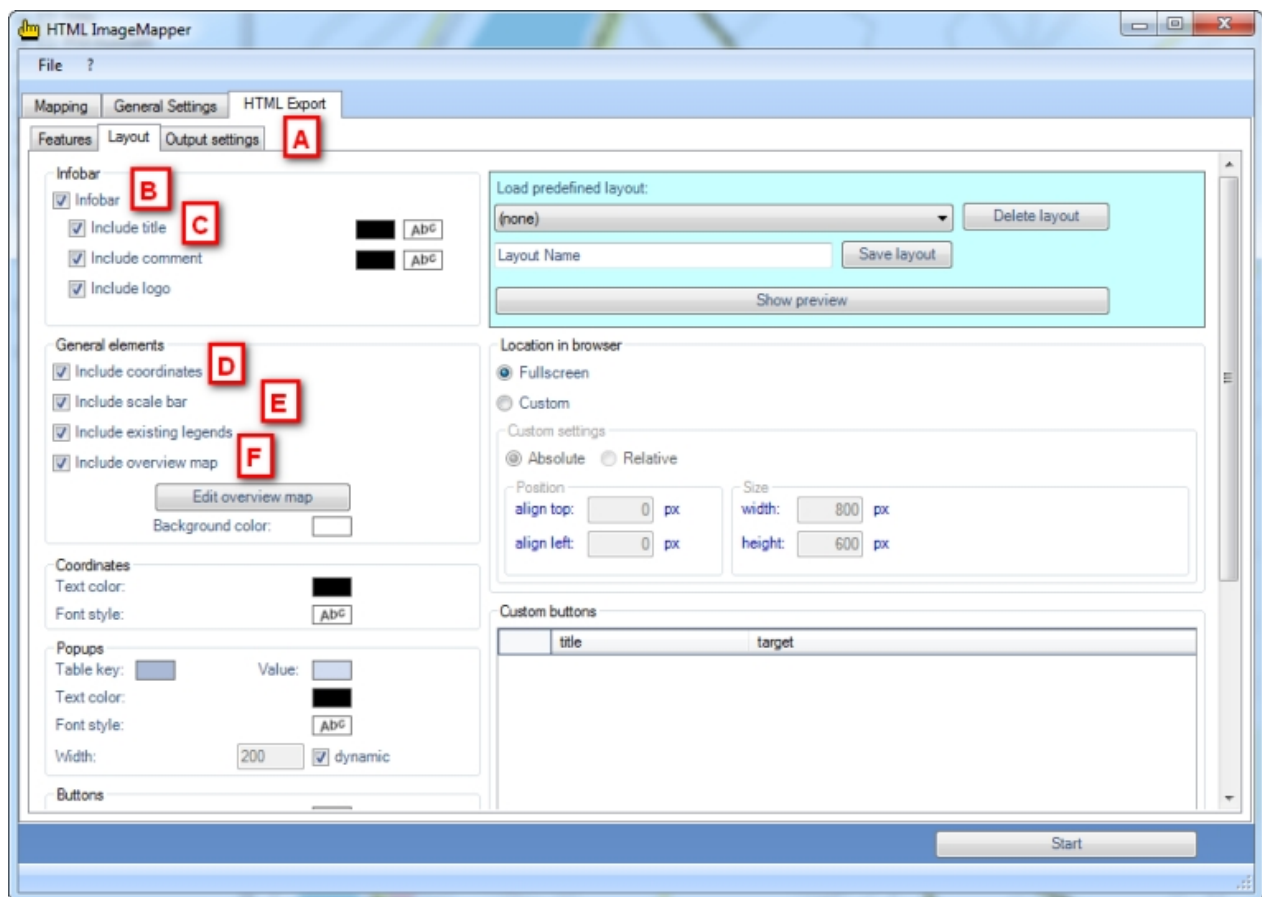 HTML ImageMapper
File ?
Mapping General Settings HTML Export
Features Layout Output settings A
Infobar
Infobar B
Include title C AbC
Include comment AbC
Include logo
Load predefined layout:
(none) Delete layout
Layout Name Save layout
Show preview
General elements
Include coordinates D
Include scale bar E
Include existing legends
Include overview map F
Edit overview map
Background color:
Location in browser
Fullscreen
Custom
Custom settings
Absolute Relative
Position
align top: 0 px
align left: 0 px
Size
width: 800 px
height: 600 px
Coordinates
Text color:
Font style: AbC
Popups
Table key: Value:
Text color:
Font style: AbC
Width: 200 dynamic
Buttons
Custom buttons
title target
Start